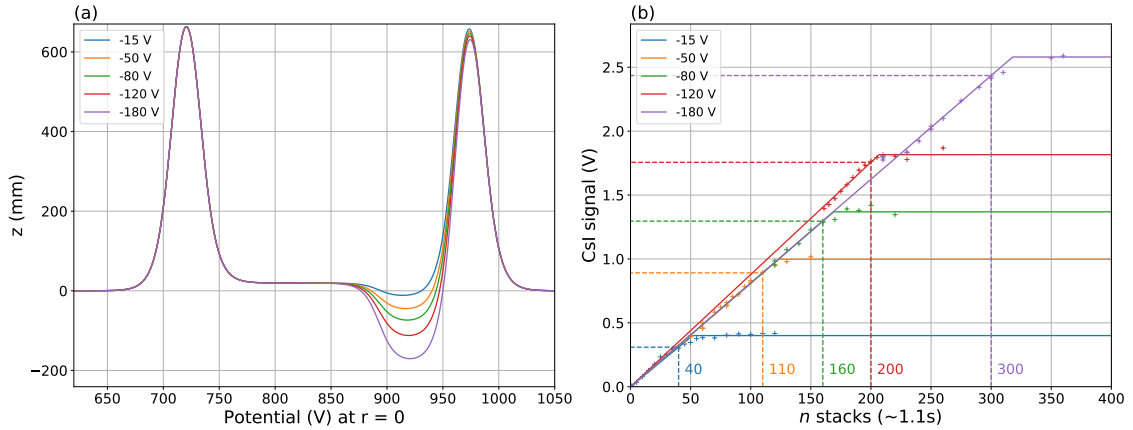 (a)
-15 V
-50 V
-80 V
-120 V
-180 V
600
400
200
0
−200
z (mm)
650 700 750 800 850 900 950 1000 1050
Potential (V) at r = 0
(b)
-15 V
-50 V
-80 V
-120 V
-180 V
2.5
2.0
1.5
1.0
0.5
0.0
CsI signal (V)
40
110
160
200
300
0 50 100 150 200 250 300 350 400
n stacks (~1.1s)